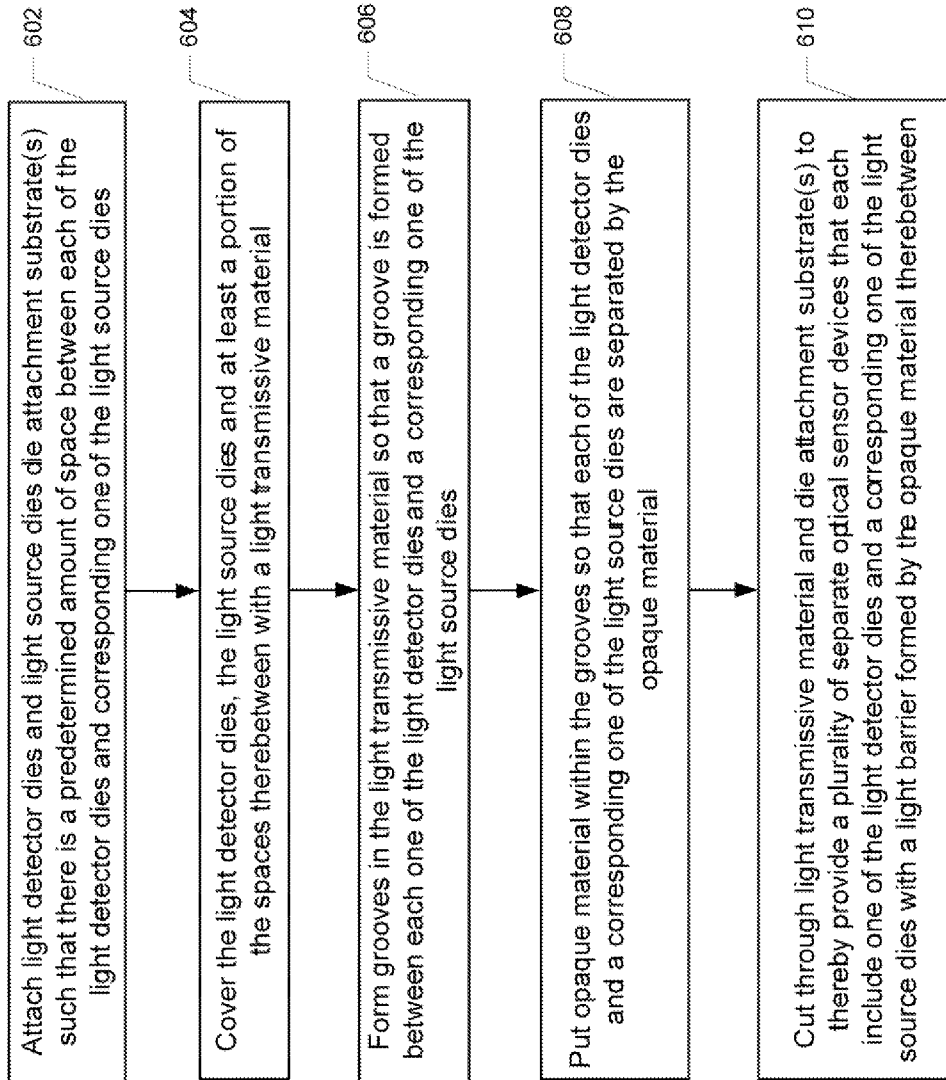 Attach light detector dies and light source dies die attachment substrate(s)
such that there is a predetermined amount of space between each of the
light detector dies and corresponding one of the light source dies
602
Cover the light detector dies, the light source dies and at least a portion of
the spaces therebetween with a light transmissive material
604
Form grooves in the light transmissive material so that a groove is formed
between each one of the light detector dies and a corresponding one of the
light source dies
606
Put opaque material within the grooves so that each of the light detector dies
and a corresponding one of the light source dies are separated by the
opaque material
608
Cut through light transmissive material and die attachment substrate(s) to
thereby provide a plurality of separate optical sensor devices that each
include one of the light detector dies and a corresponding one of the light
source dies with a light barrier formed by the opaque material therebetween
610